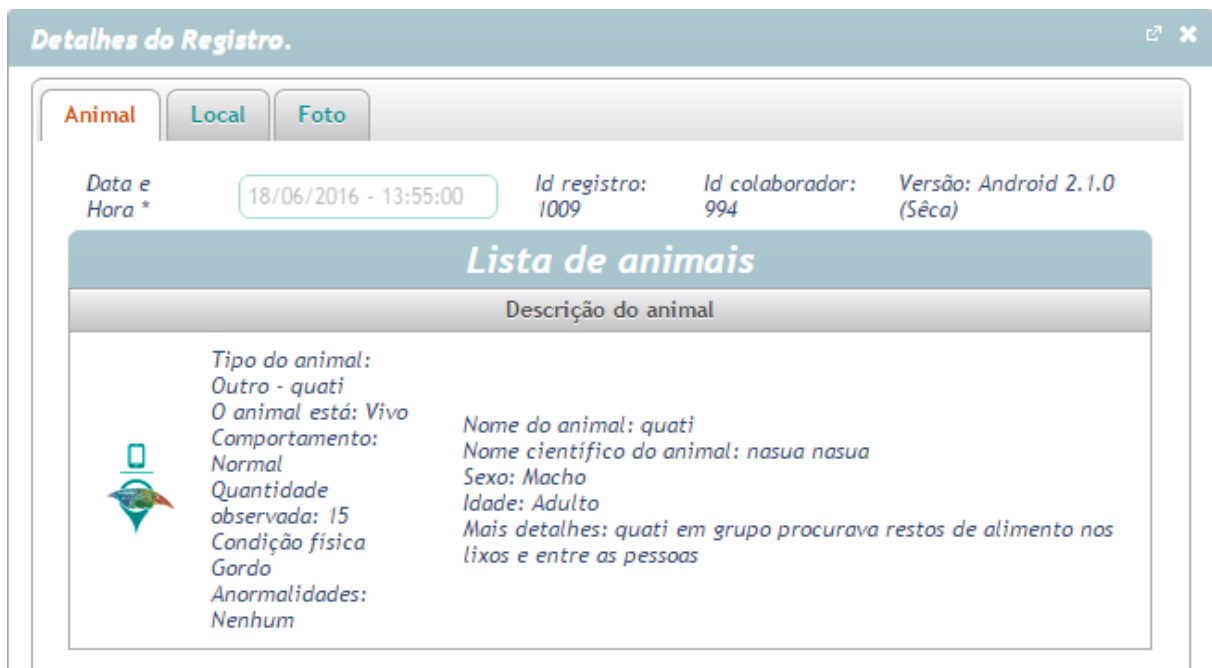 Detalhes do Registro.
Animal
Local
Foto
Data e
Hora *
18/06/2016 - 13:55:00
Id registro:
1009
Id colaborador:
994
Versão: Android 2.1.0
(Sêca)
Lista de animais
Descrição do animal
Tipo do animal:
Outro - quati
O animal está: Vivo
Comportamento:
Normal
Quantidade
observada: 15
Condição física
Gordo
Anormalidades:
Nenhum
Nome do animal: quati
Nome científico do animal: nasua nasua
Sexo: Macho
Idade: Adulto
Mais detalhes: quati em grupo procurava restos de alimento nos
lixos e entre as pessoas